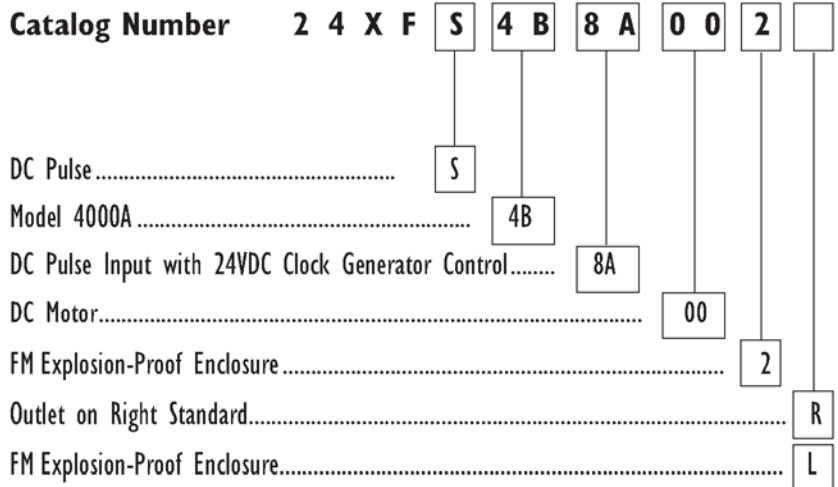 Catalog Number 2 4 X F S 4 B 8 A 0 0 2
DC Pulse.................................................. S
Model 4000A ........................................................ 4B
DC Pulse Input with 24VDC Clock Generator Control........ 8A
DC Motor........................................................................................... 00
FM Explosion-Proof Enclosure.......................................................................... 2
Outlet on Right Standard.......................................................................................... R
FM Explosion-Proof Enclosure.................................................................................... L